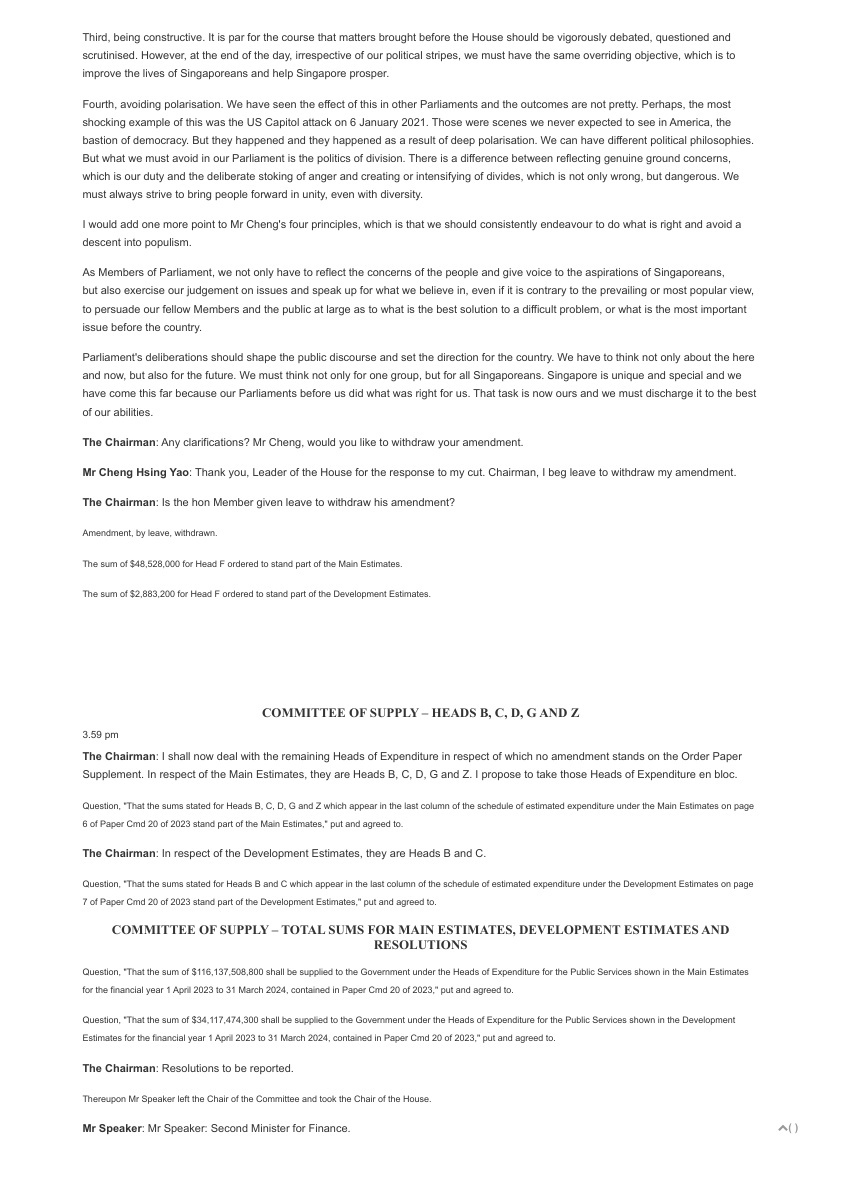 Third, being constructive. It is par for the course that matters brought before the House should be vigorously debated, questioned and
scrutinised. However, at the end of the day, irrespective of our political stripes, we must have the same overriding objective, which is to
improve the lives of Singaporeans and help Singapore prosper.
Fourth, avoiding polarisation. We have seen the effect of this in other Parliaments and the outcomes are not pretty. Perhaps, the most
shocking example of this was the US Capitol attack on 6 January 2021. Those were scenes we never expected to see in America, the
bastion of democracy. But they happened and they happened as a result of deep polarisation. We can have different political philosophies.
But what we must avoid in our Parliament is the politics of division. There is a difference between reflecting genuine ground concerns,
which is our duty and the deliberate stoking of anger and creating or intensifying of divides, which is not only wrong, but dangerous. We
must always strive to bring people forward in unity, even with diversity.
I would add one more point to Mr Cheng's four principles, which is that we should consistently endeavour to do what is right and avoid a
descent into populism.
As Members of Parliament, we not only have to reflect the concerns of the people and give voice to the aspirations of Singaporeans,
but also exercise our judgement on issues and speak up for what we believe in, even if it is contrary to the prevailing or most popular view,
to persuade our fellow Members and the public at large as to what is the best solution to a difficult problem, or what is the most important
issue before the country.
Parliament's deliberations should shape the public discourse and set the direction for the country. We have to think not only about the here
and now, but also for the future. We must think not only for one group, but for all Singaporeans. Singapore is unique and special and we
have come this far because our Parliaments before us did what was right for us. That task is now ours and we must discharge it to the best
of our abilities.
The Chairman: Any clarifications? Mr Cheng, would you like to withdraw your amendment.
Mr Cheng Hsing Yao: Thank you, Leader of the House for the response to my cut. Chairman, I beg leave to withdraw my amendment.
The Chairman: Is the hon Member given leave to withdraw his amendment?
Amendment, by leave, withdrawn.
The sum of $48,528,000 for Head F ordered to stand part of the Main Estimates.
The sum of $2,883,200 for Head F ordered to stand part of the Development Estimates.
COMMITTEE OF SUPPLY – HEADS B, C, D, G AND Z
3.59 pm
The Chairman: I shall now deal with the remaining Heads of Expenditure in respect of which no amendment stands on the Order Paper
Supplement. In respect of the Main Estimates, they are Heads B, C, D, G and Z. I propose to take those Heads of Expenditure en bloc.
Question, "That the sums stated for Heads B, C, D, G and Z which appear in the last column of the schedule of estimated expenditure under the Main Estimates on page
6 of Paper Cmd 20 of 2023 stand part of the Main Estimates," put and agreed to.
The Chairman: In respect of the Development Estimates, they are Heads B and C.
Question, "That the sums stated for Heads B and C which appear in the last column of the schedule of estimated expenditure under the Development Estimates on page
7 of Paper Cmd 20 of 2023 stand part of the Development Estimates," put and agreed to.
COMMITTEE OF SUPPLY – TOTAL SUMS FOR MAIN ESTIMATES, DEVELOPMENT ESTIMATES AND
RESOLUTIONS
Question, "That the sum of $116,137,508,800 shall be supplied to the Government under the Heads of Expenditure for the Public Services shown in the Main Estimates
for the financial year 1 April 2023 to 31 March 2024, contained in Paper Cmd 20 of 2023," put and agreed to.
Question, "That the sum of $34,117,474,300 shall be supplied to the Government under the Heads of Expenditure for the Public Services shown in the Development
Estimates for the financial year 1 April 2023 to 31 March 2024, contained in Paper Cmd 20 of 2023," put and agreed to.
The Chairman: Resolutions to be reported.
Thereupon Mr Speaker left the Chair of the Committee and took the Chair of the House.
Mr Speaker: Mr Speaker: Second Minister for Finance.
( )